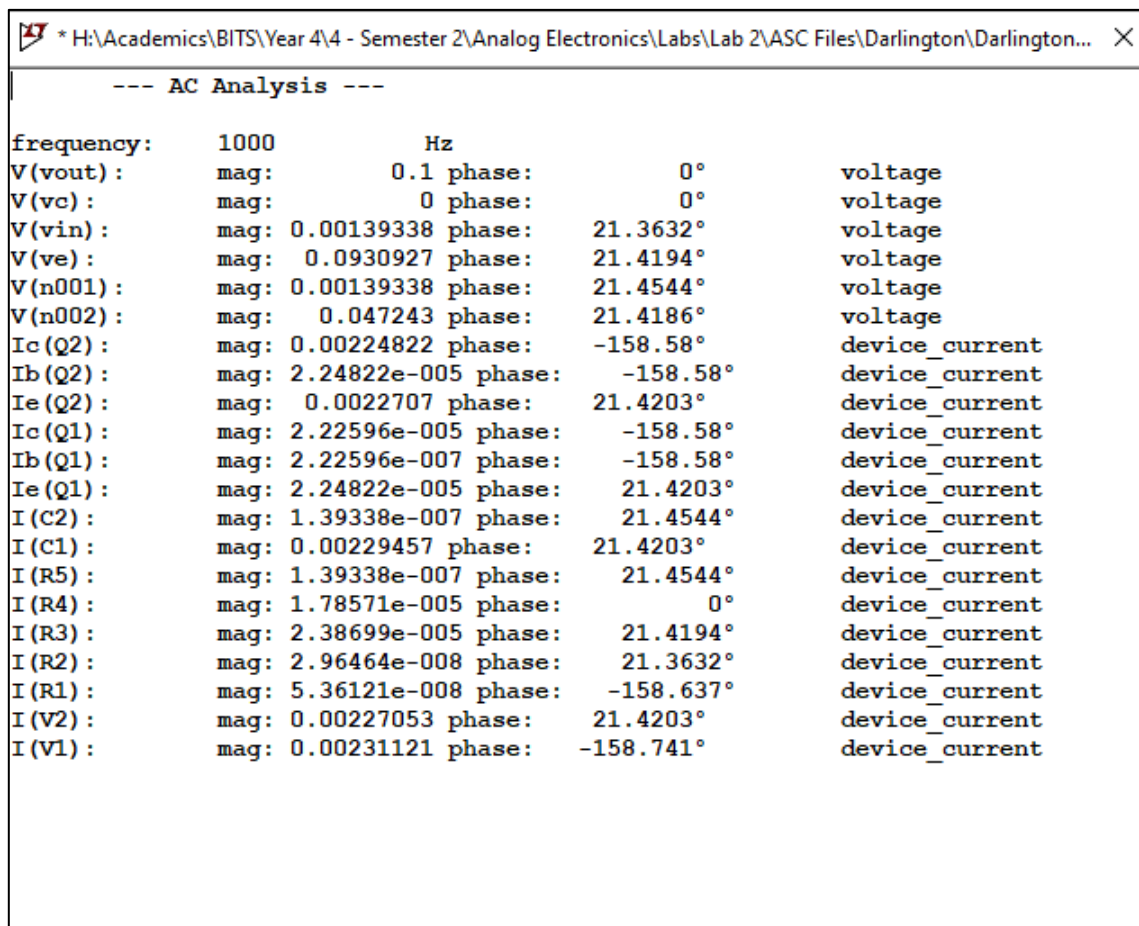 * H:\Academics\BITS\Year 4\4 - Semester 2\Analog Electronics\Labs\Lab 2\ASC Files\Darlington\Darlington... ×
--- AC Analysis ---
frequency: 1000 Hz
V(vout): mag: 0.1 phase: 0° voltage
V(vc): mag: 0 phase: 0° voltage
V(vin): mag: 0.00139338 phase: 21.3632° voltage
V(ve): mag: 0.0930927 phase: 21.4194° voltage
V(n001): mag: 0.00139338 phase: 21.4544° voltage
V(n002): mag: 0.047243 phase: 21.4186° voltage
Ic(Q2): mag: 0.00224822 phase: -158.58° device_current
Ib(Q2): mag: 2.24822e-005 phase: -158.58° device_current
Ie(Q2): mag: 0.0022707 phase: 21.4203° device_current
Ic(Q1): mag: 2.22596e-005 phase: -158.58° device_current
Ib(Q1): mag: 2.22596e-007 phase: -158.58° device_current
Ie(Q1): mag: 2.24822e-005 phase: 21.4203° device_current
I(C2): mag: 1.39338e-007 phase: 21.4544° device_current
I(C1): mag: 0.00229457 phase: 21.4203° device_current
I(R5): mag: 1.39338e-007 phase: 21.4544° device_current
I(R4): mag: 1.78571e-005 phase: 0° device_current
I(R3): mag: 2.38699e-005 phase: 21.4194° device_current
I(R2): mag: 2.96464e-008 phase: 21.3632° device_current
I(R1): mag: 5.36121e-008 phase: -158.637° device_current
I(V2): mag: 0.00227053 phase: 21.4203° device_current
I(V1): mag: 0.00231121 phase: -158.741° device_current